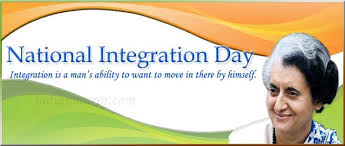 National Integration Day
Integration is a man's ability to want to move in there by himself.